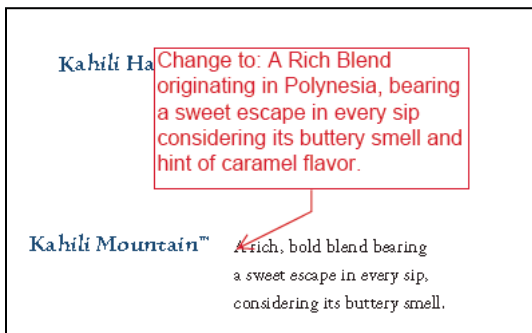 Kahili Ha
Change to: A Rich Blend
originating in Polynesia, bearing
a sweet escape in every sip
considering its buttery smell and
hint of caramel flavor.
Kahili Mountain™
A rich, bold blend bearing
a sweet escape in every sip,
considering its buttery smell.